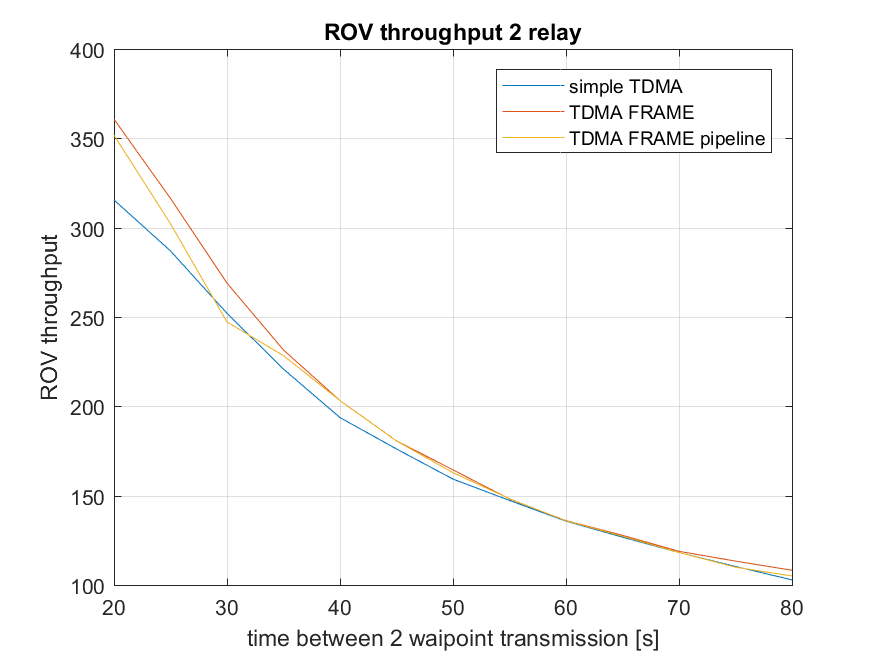 ROV throughput 2 relay
simple TDMA
TDMA FRAME
TDMA FRAME pipeline
400
350
300
250
200
150
100
ROV throughput
20 30 40 50 60 70 80
time between 2 waipoint transmission [s]